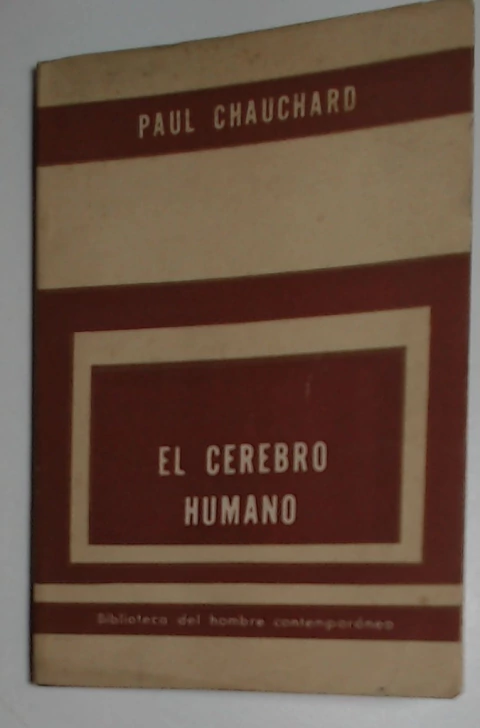 PAUL CHAUCHARD
EL CEREBRO
HUMANO
Biblioteca del hombre contemporáneo